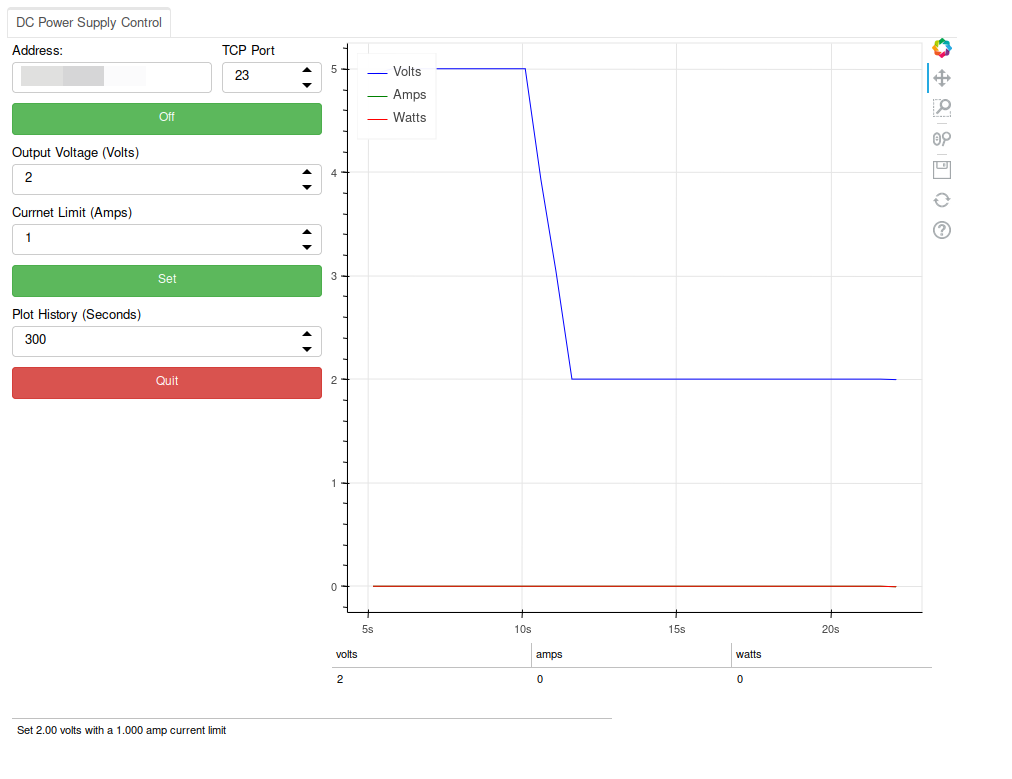 DC Power Supply Control
Address:
TCP Port
23
Off
Output Voltage (Volts)
2
Currnet Limit (Amps)
1
Set
Plot History (Seconds)
300
Quit
Volts
Amps
Watts
5
4
3
2
1
0
5s 10s 15s 20s
volts amps watts
2 0 0
Set 2.00 volts with a 1.000 amp current limit